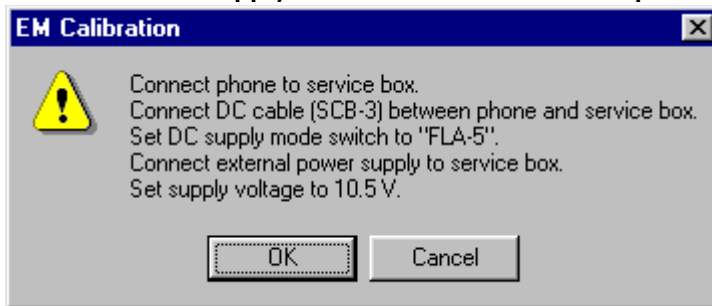 EM Calibration
Connect phone to service box.
Connect DC cable (SCB-3) between phone and service box.
Set DC supply mode switch to "FLA-5".
Connect external power supply to service box.
Set supply voltage to 10.5 V.
OK Cancel